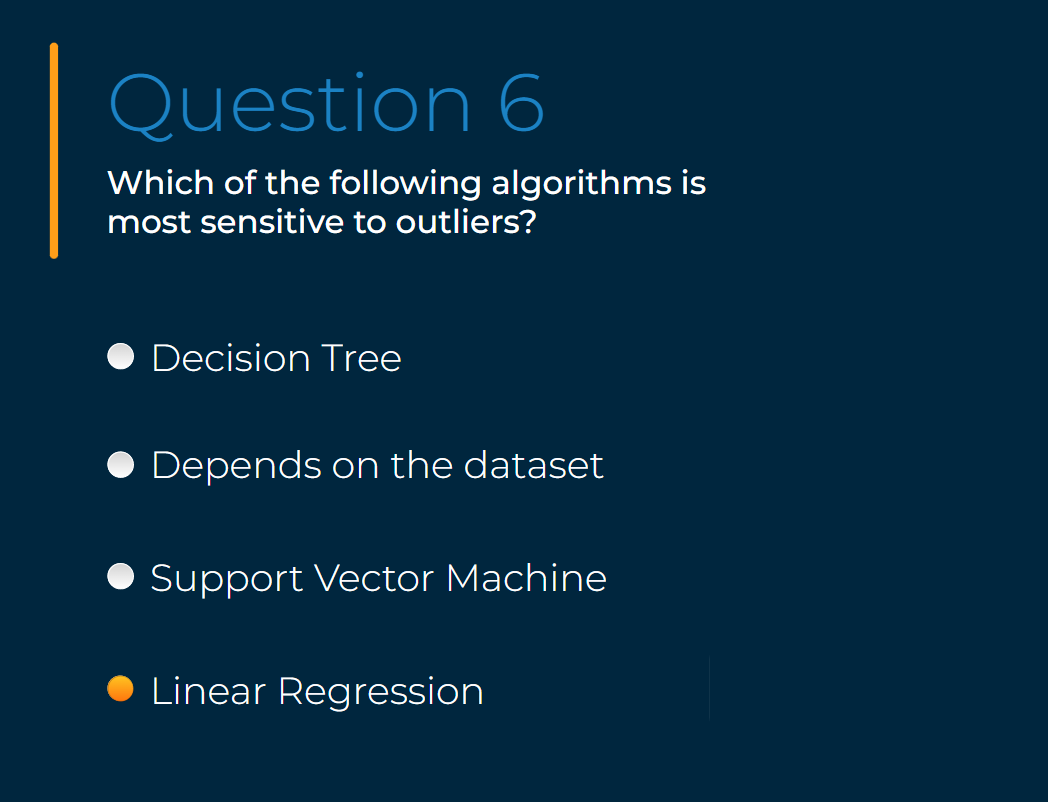 Question 6
Which of the following algorithms is
most sensitive to outliers?
Decision Tree
Depends on the dataset
Support Vector Machine
Linear Regression